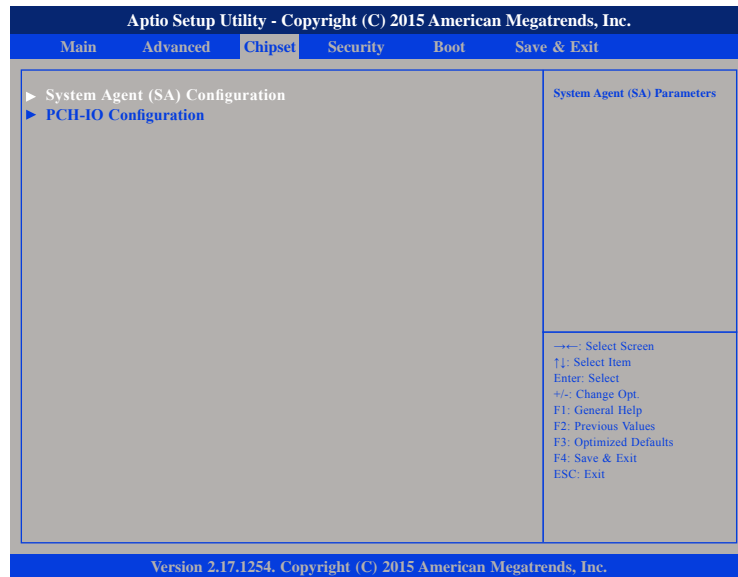 Aptio Setup Utility - Copyright (C) 2015 American Megatrends, Inc.
Main Advanced Chipset Security Boot Save & Exit
▶ System Agent (SA) Configuration
▶ PCH-IO Configuration
System Agent (SA) Parameters
→←: Select Screen
↑↓: Select Item
Enter: Select
+/-: Change Opt.
F1: General Help
F2: Previous Values
F3: Optimized Defaults
F4: Save & Exit
ESC: Exit
Version 2.17.1254. Copyright (C) 2015 American Megatrends, Inc.